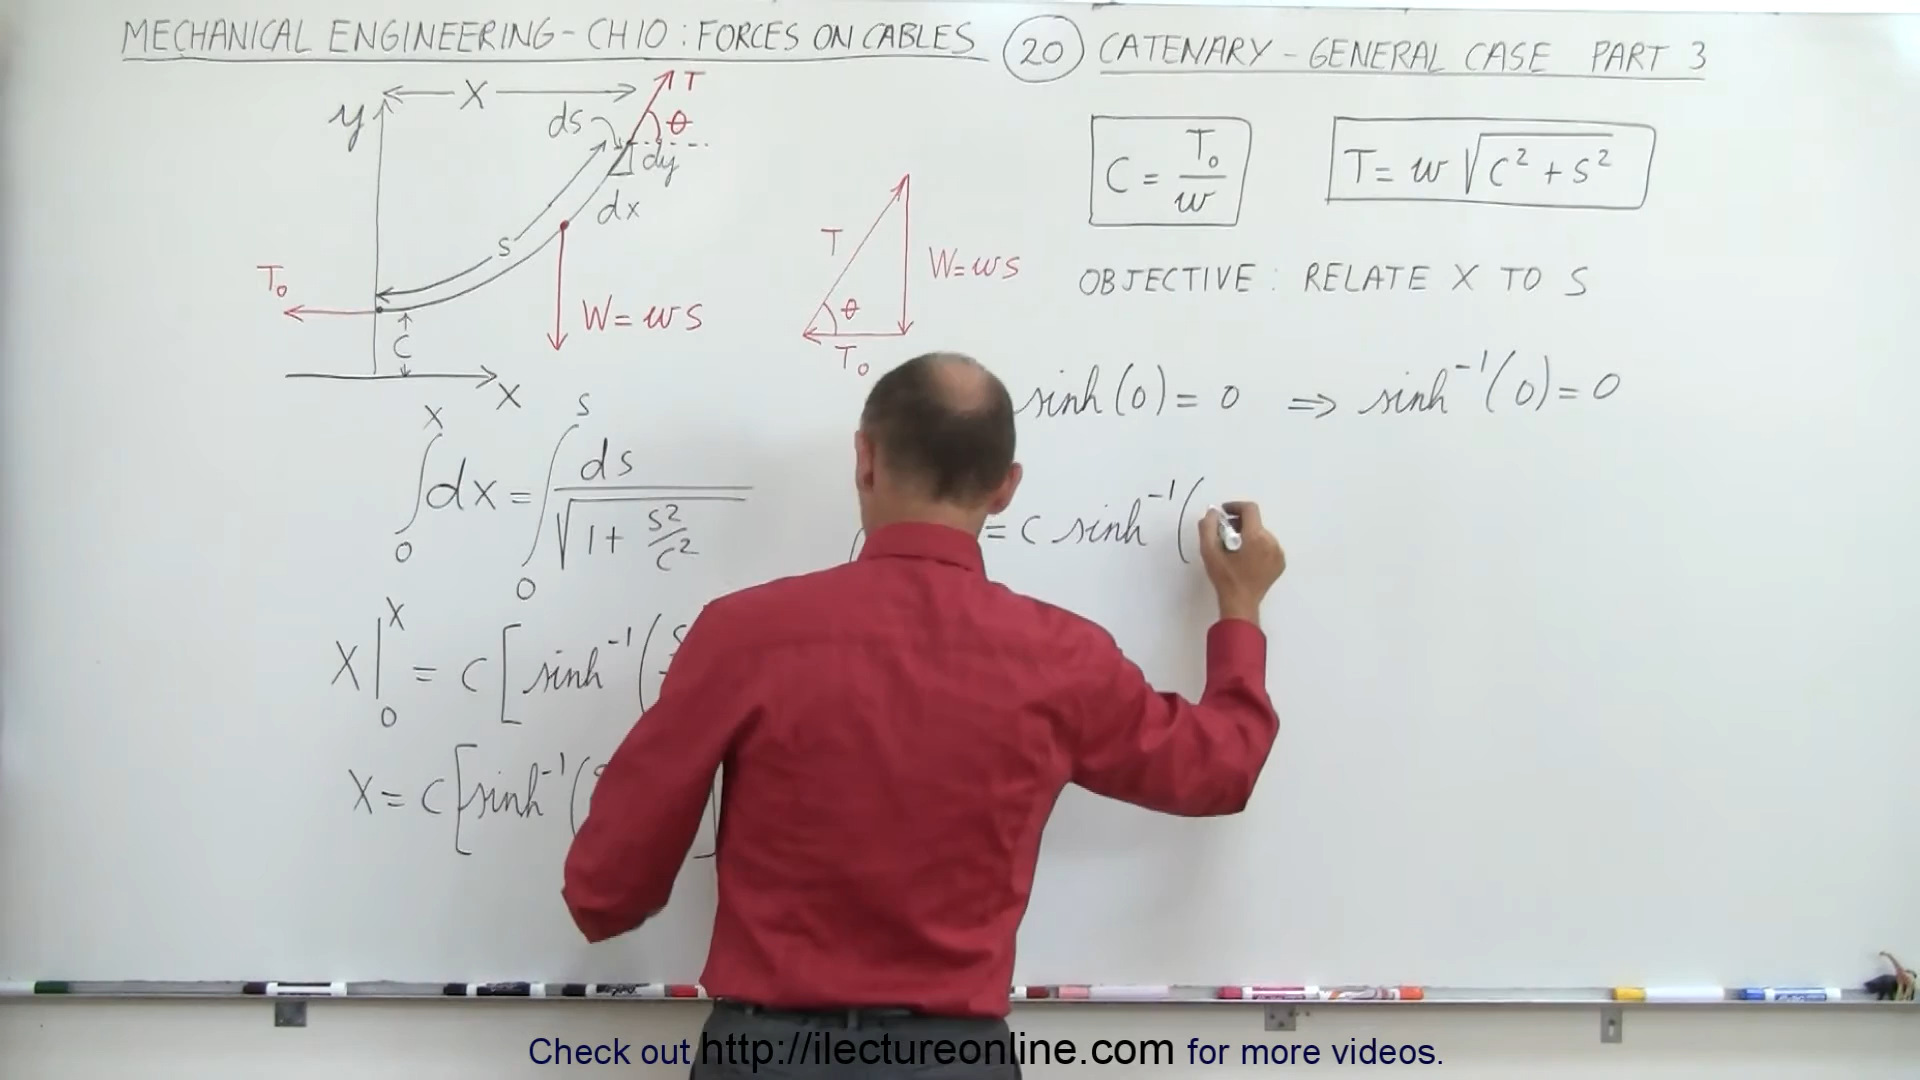 MECHANICAL ENGINEERING - CH 10 : FORCES ON CABLES (20) CATENARY - GENERAL CASE PART 3
X
T
θ
y
ds
dy
dx
s
T₀
C
W = ws
X
T
W = ws
θ
T₀
C = T₀/w
T = w √(C² + S²)
OBJECTIVE : RELATE X TO S
sinh(0) = 0 ⇒ sinh⁻¹(0) = 0
∫₀ˣ dx = ∫₀ˢ ds / √(1 + S²/C²)
= C sinh⁻¹(
X|₀ˣ = C [ sinh⁻¹( S
X = C [ sinh⁻¹(
Check out http://ilectureonline.com for more videos.